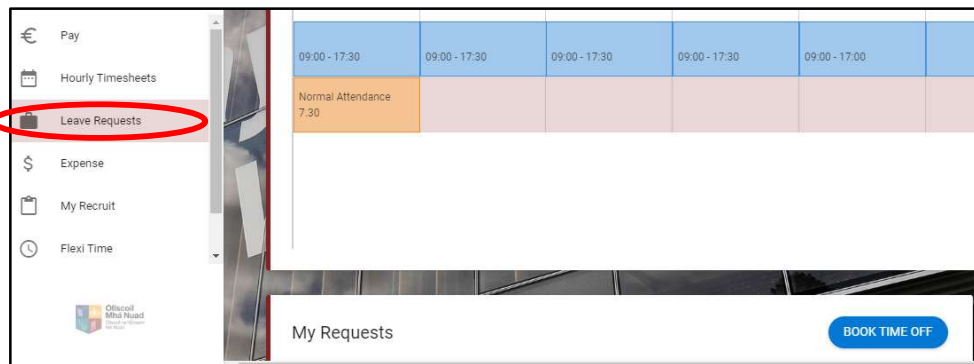 Pay
Hourly Timesheets
Leave Requests
Expense
My Recruit
Flexi Time
Ollscoil
Mhá Nuad
09:00 - 17:30
09:00 - 17:30
09:00 - 17:30
09:00 - 17:30
09:00 - 17:00
Normal Attendance
7.30
My Requests
BOOK TIME OFF